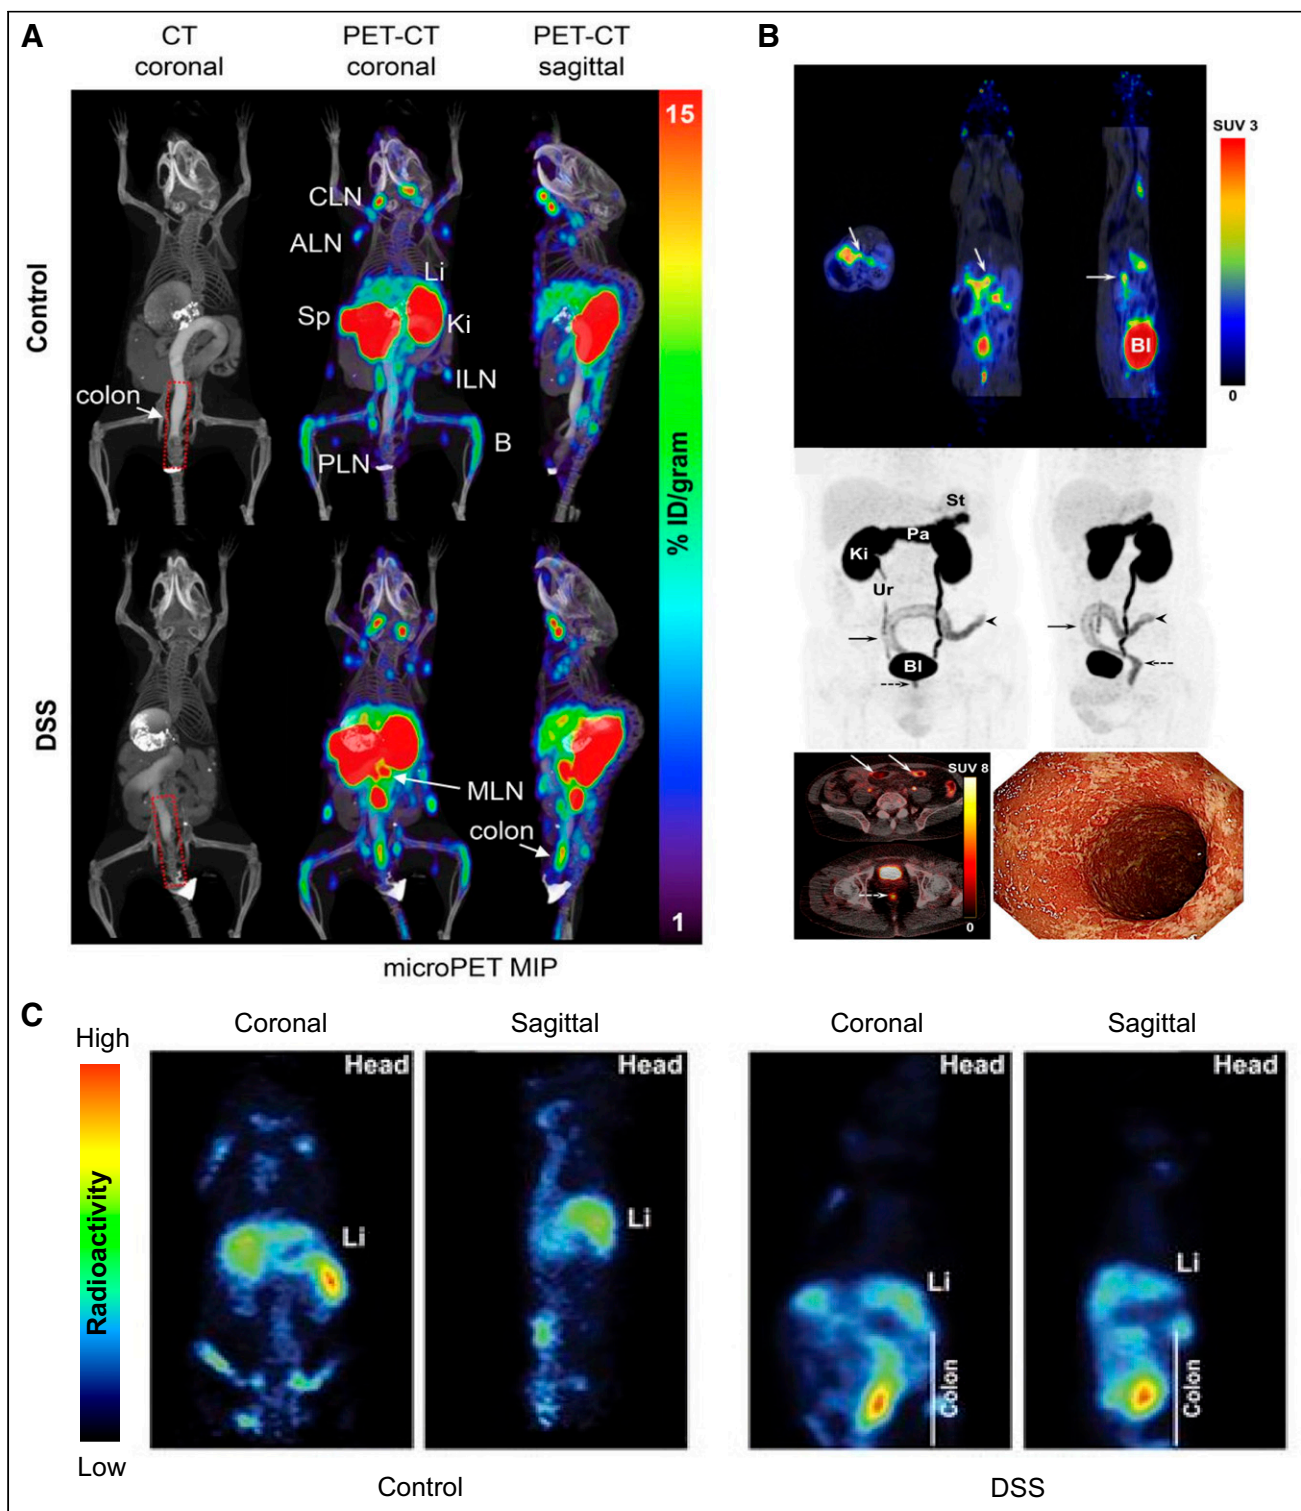 A
CT
coronal
PET-CT
coronal
PET-CT
sagittal
Control
colon
CLN
ALN
Li
Sp
Ki
ILN
PLN
B
15
% ID/gram
1
DSS
MLN
colon
microPET MIP
B
SUV 3
0
Bl
St
Pa
Ki
Ur
Bl
SUV 8
0
C
High
Radioactivity
Low
Coronal
Sagittal
Coronal
Sagittal
Head
Head
Head
Head
Li
Li
Li
Li
Colon
Colon
Control
DSS